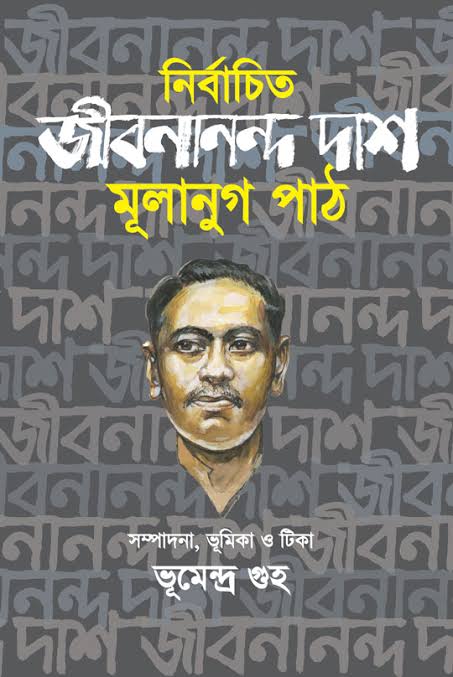 নির্বাচিত
জীবনানন্দ দাশ
মূলানুগ পাঠ
সম্পাদনা, ভূমিকা ও টিকা
ভূমেন্দ্র গুহ